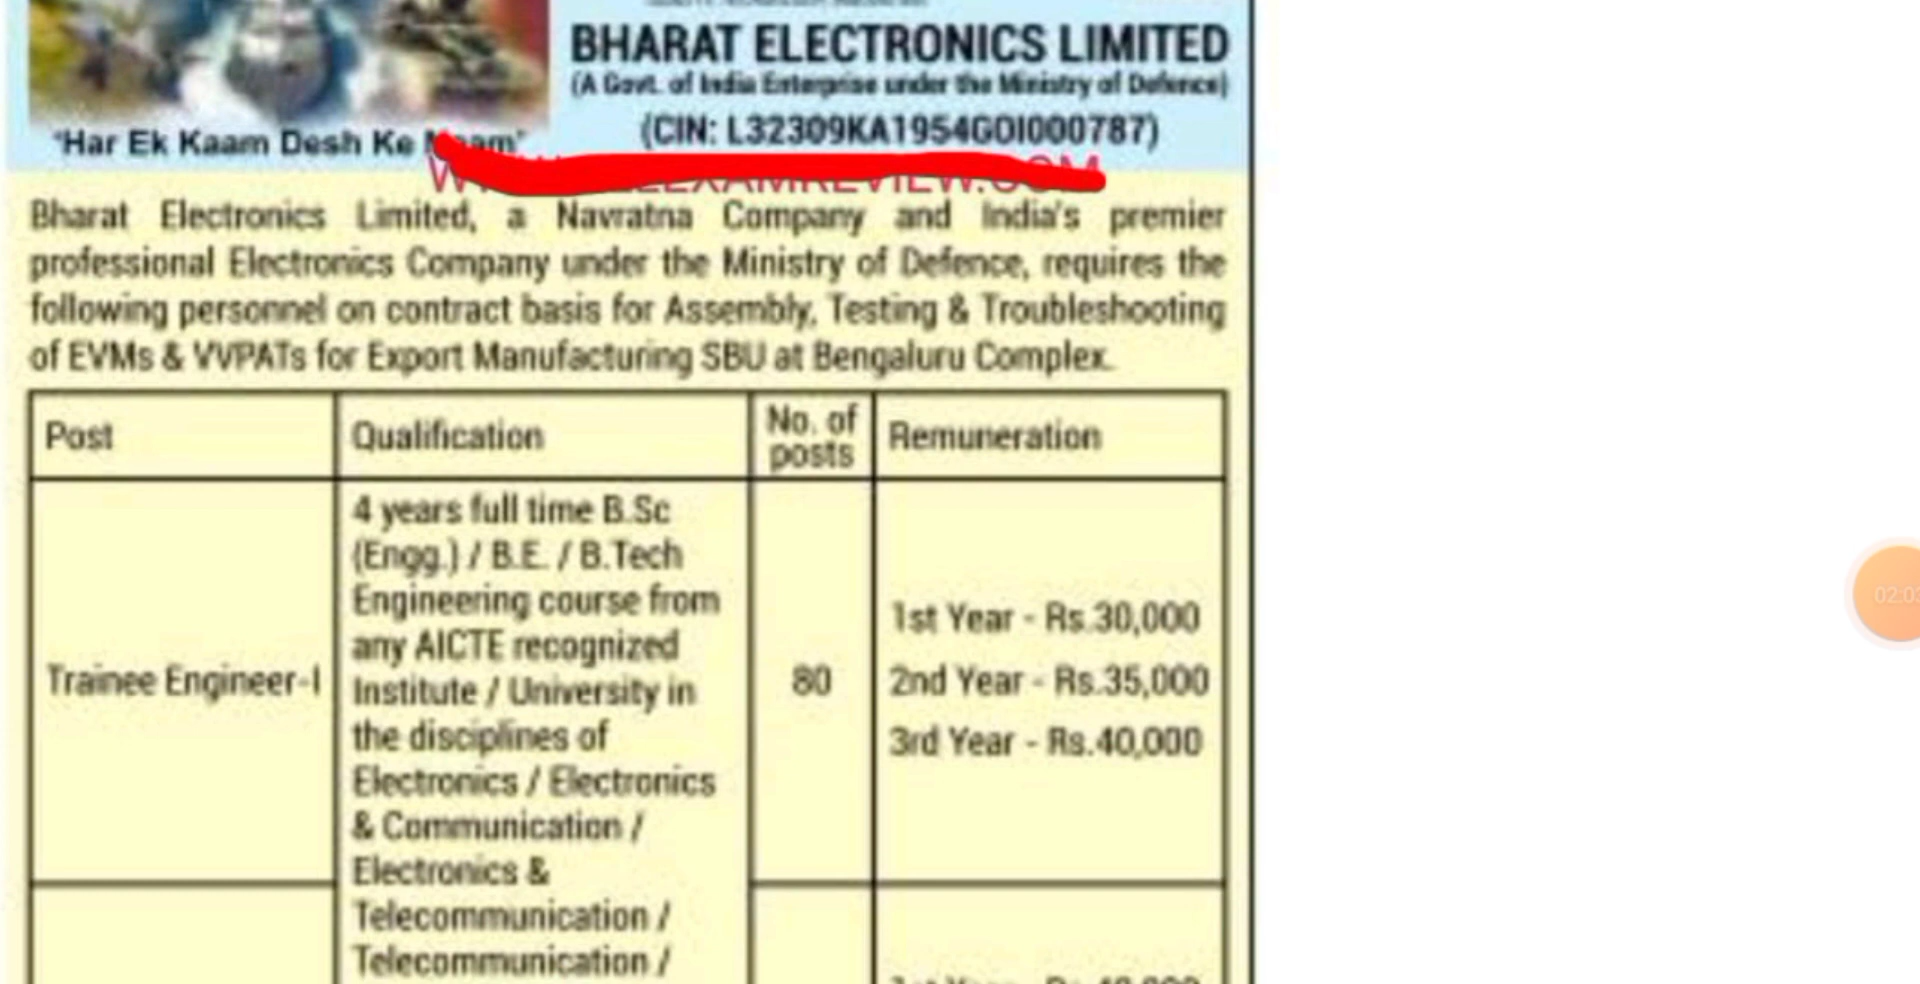 BHARAT ELECTRONICS LIMITED
(A Govt. of India Enterprise under the Ministry of Defence)
(CIN: L32309KA1954GOI000787)
"Har Ek Kaam Desh Ke
Bharat Electronics Limited, a Navratna Company and India's premier
professional Electronics Company under the Ministry of Defence, requires the
following personnel on contract basis for Assembly, Testing & Troubleshooting
of EVMs & VVPATs for Export Manufacturing SBU at Bengaluru Complex.
Post
Qualification
No. of
posts
Remuneration
Trainee Engineer-I
4 years full time B.Sc
(Engg.) / B.E. / B.Tech
Engineering course from
any AICTE recognized
Institute / University in
the disciplines of
Electronics / Electronics
& Communication /
Electronics &
Telecommunication /
Telecommunication /
80
1st Year - Rs.30,000
2nd Year - Rs.35,000
3rd Year - Rs.40,000